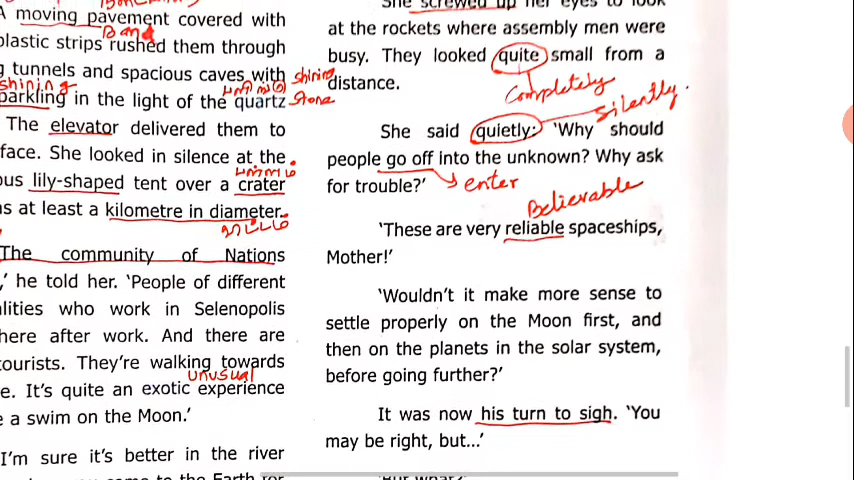 A moving pavement covered with
Band
plastic strips rushed them through
g tunnels and spacious caves with shining
shining
parkling in the light of the quartz stone
The elevator delivered them to
face. She looked in silence at the
பள்ளம்
ous lily-shaped tent over a crater
as at least a kilometre in diameter.
விட்டம்
The community of Nations
,' he told her. 'People of different
alities who work in Selenopolis
here after work. And there are
tourists. They're walking towards
unusual
e. It's quite an exotic experience
e a swim on the Moon.'
I'm sure it's better in the river
She screwed up her eyes to look
at the rockets where assembly men were
busy. They looked quite small from a
distance.
completely
silently.
She said quietly: 'Why should
people go off into the unknown? Why ask
for trouble?' enter
Believable
'These are very reliable spaceships,
Mother!'
'Wouldn't it make more sense to
settle properly on the Moon first, and
then on the planets in the solar system,
before going further?'
It was now his turn to sigh. 'You
may be right, but...'